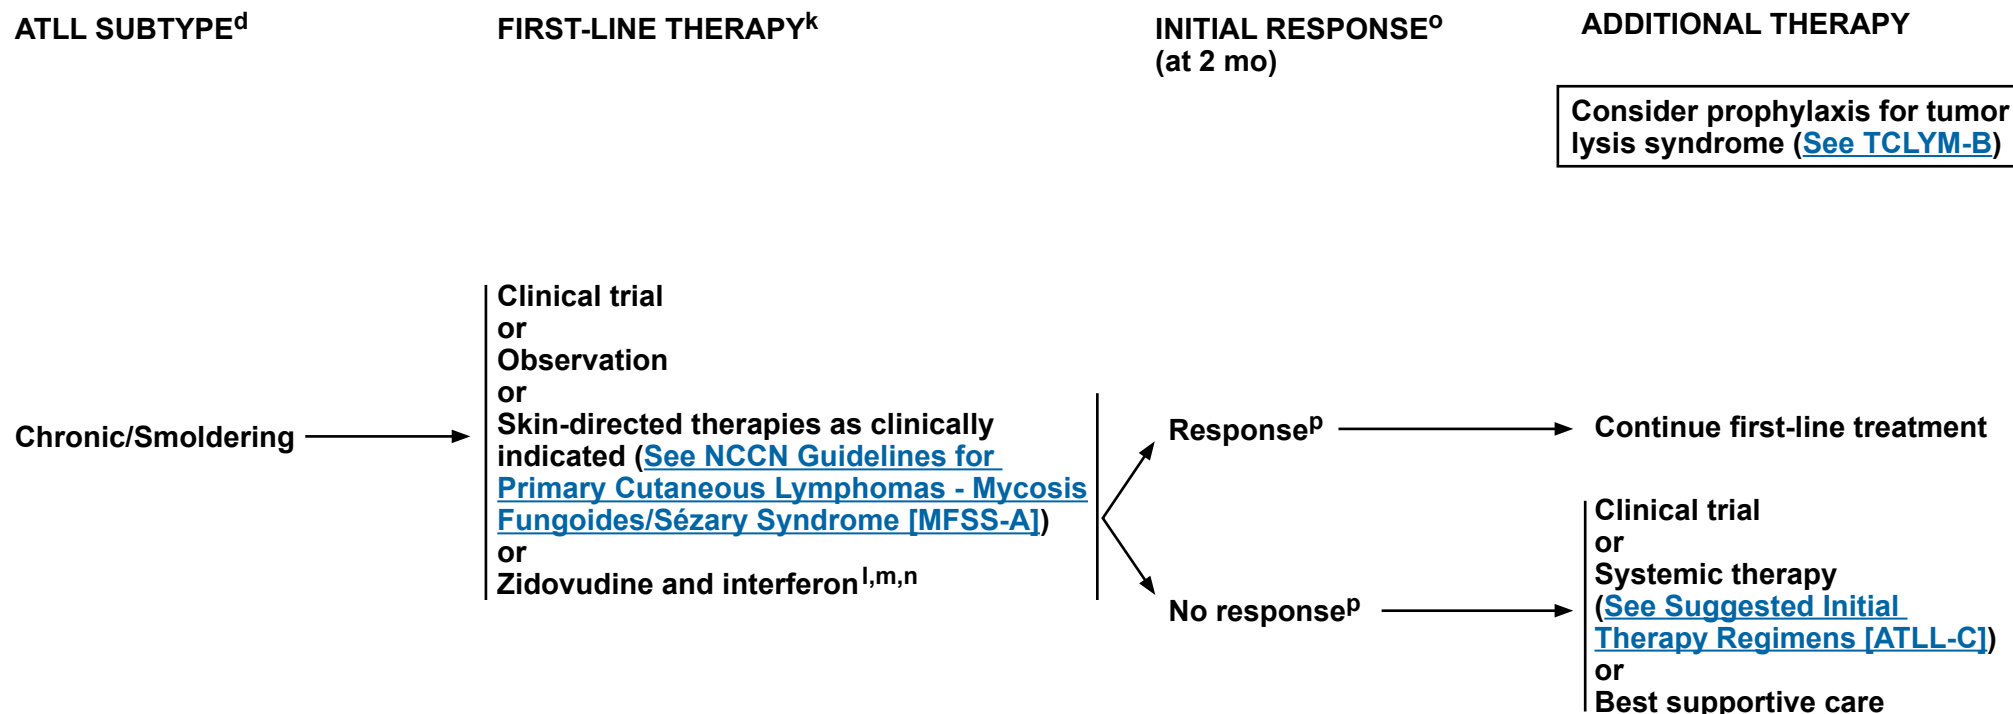 ATLL SUBTYPEd
FIRST-LINE THERAPYk
INITIAL RESPONSEo
(at 2 mo)
ADDITIONAL THERAPY
Consider prophylaxis for tumor
lysis syndrome (See TCLYM-B)
Chronic/Smoldering
Clinical trial
or
Observation
or
Skin-directed therapies as clinically
indicated (See NCCN Guidelines for
Primary Cutaneous Lymphomas - Mycosis
Fungoides/Sézary Syndrome [MFSS-A])
or
Zidovudine and interferonl,m,n
Responsep
Continue first-line treatment
No responsep
Clinical trial
or
Systemic therapy
(See Suggested Initial
Therapy Regimens [ATLL-C])
or
Best supportive care